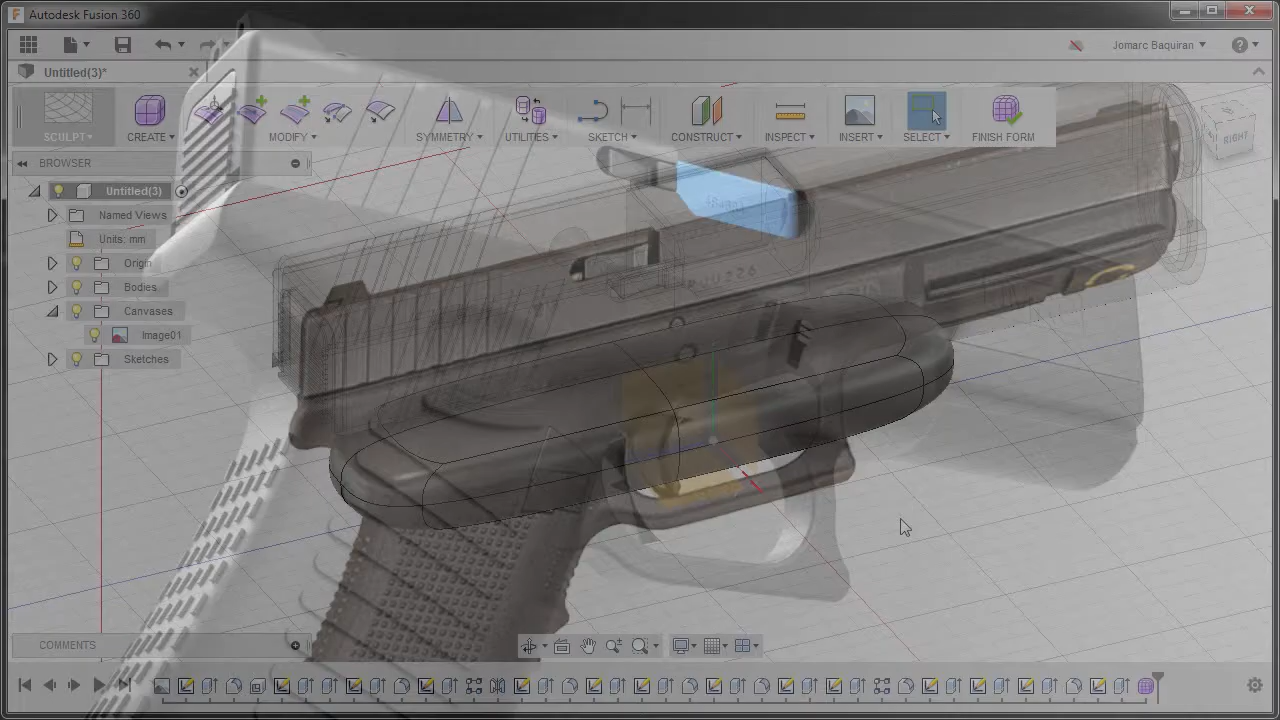 Autodesk Fusion 360
Jomarc Baquiran
Untitled(3)*
SCULPT
CREATE
MODIFY
SYMMETRY
UTILITIES
SKETCH
CONSTRUCT
INSPECT
INSERT
SELECT
FINISH FORM
RIGHT
BROWSER
Untitled(3)
Named Views
Units: mm
Origin
Bodies
Canvases
Image01
Sketches
COMMENTS